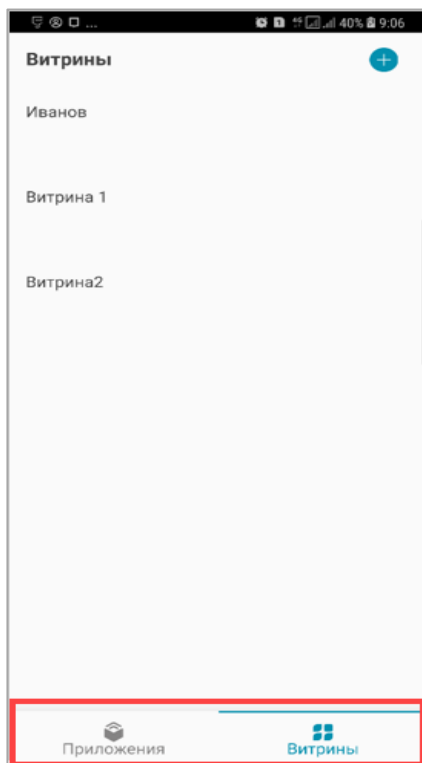 ... 40% 9:06
Витрины
Иванов
Витрина 1
Витрина2
Приложения Витрины